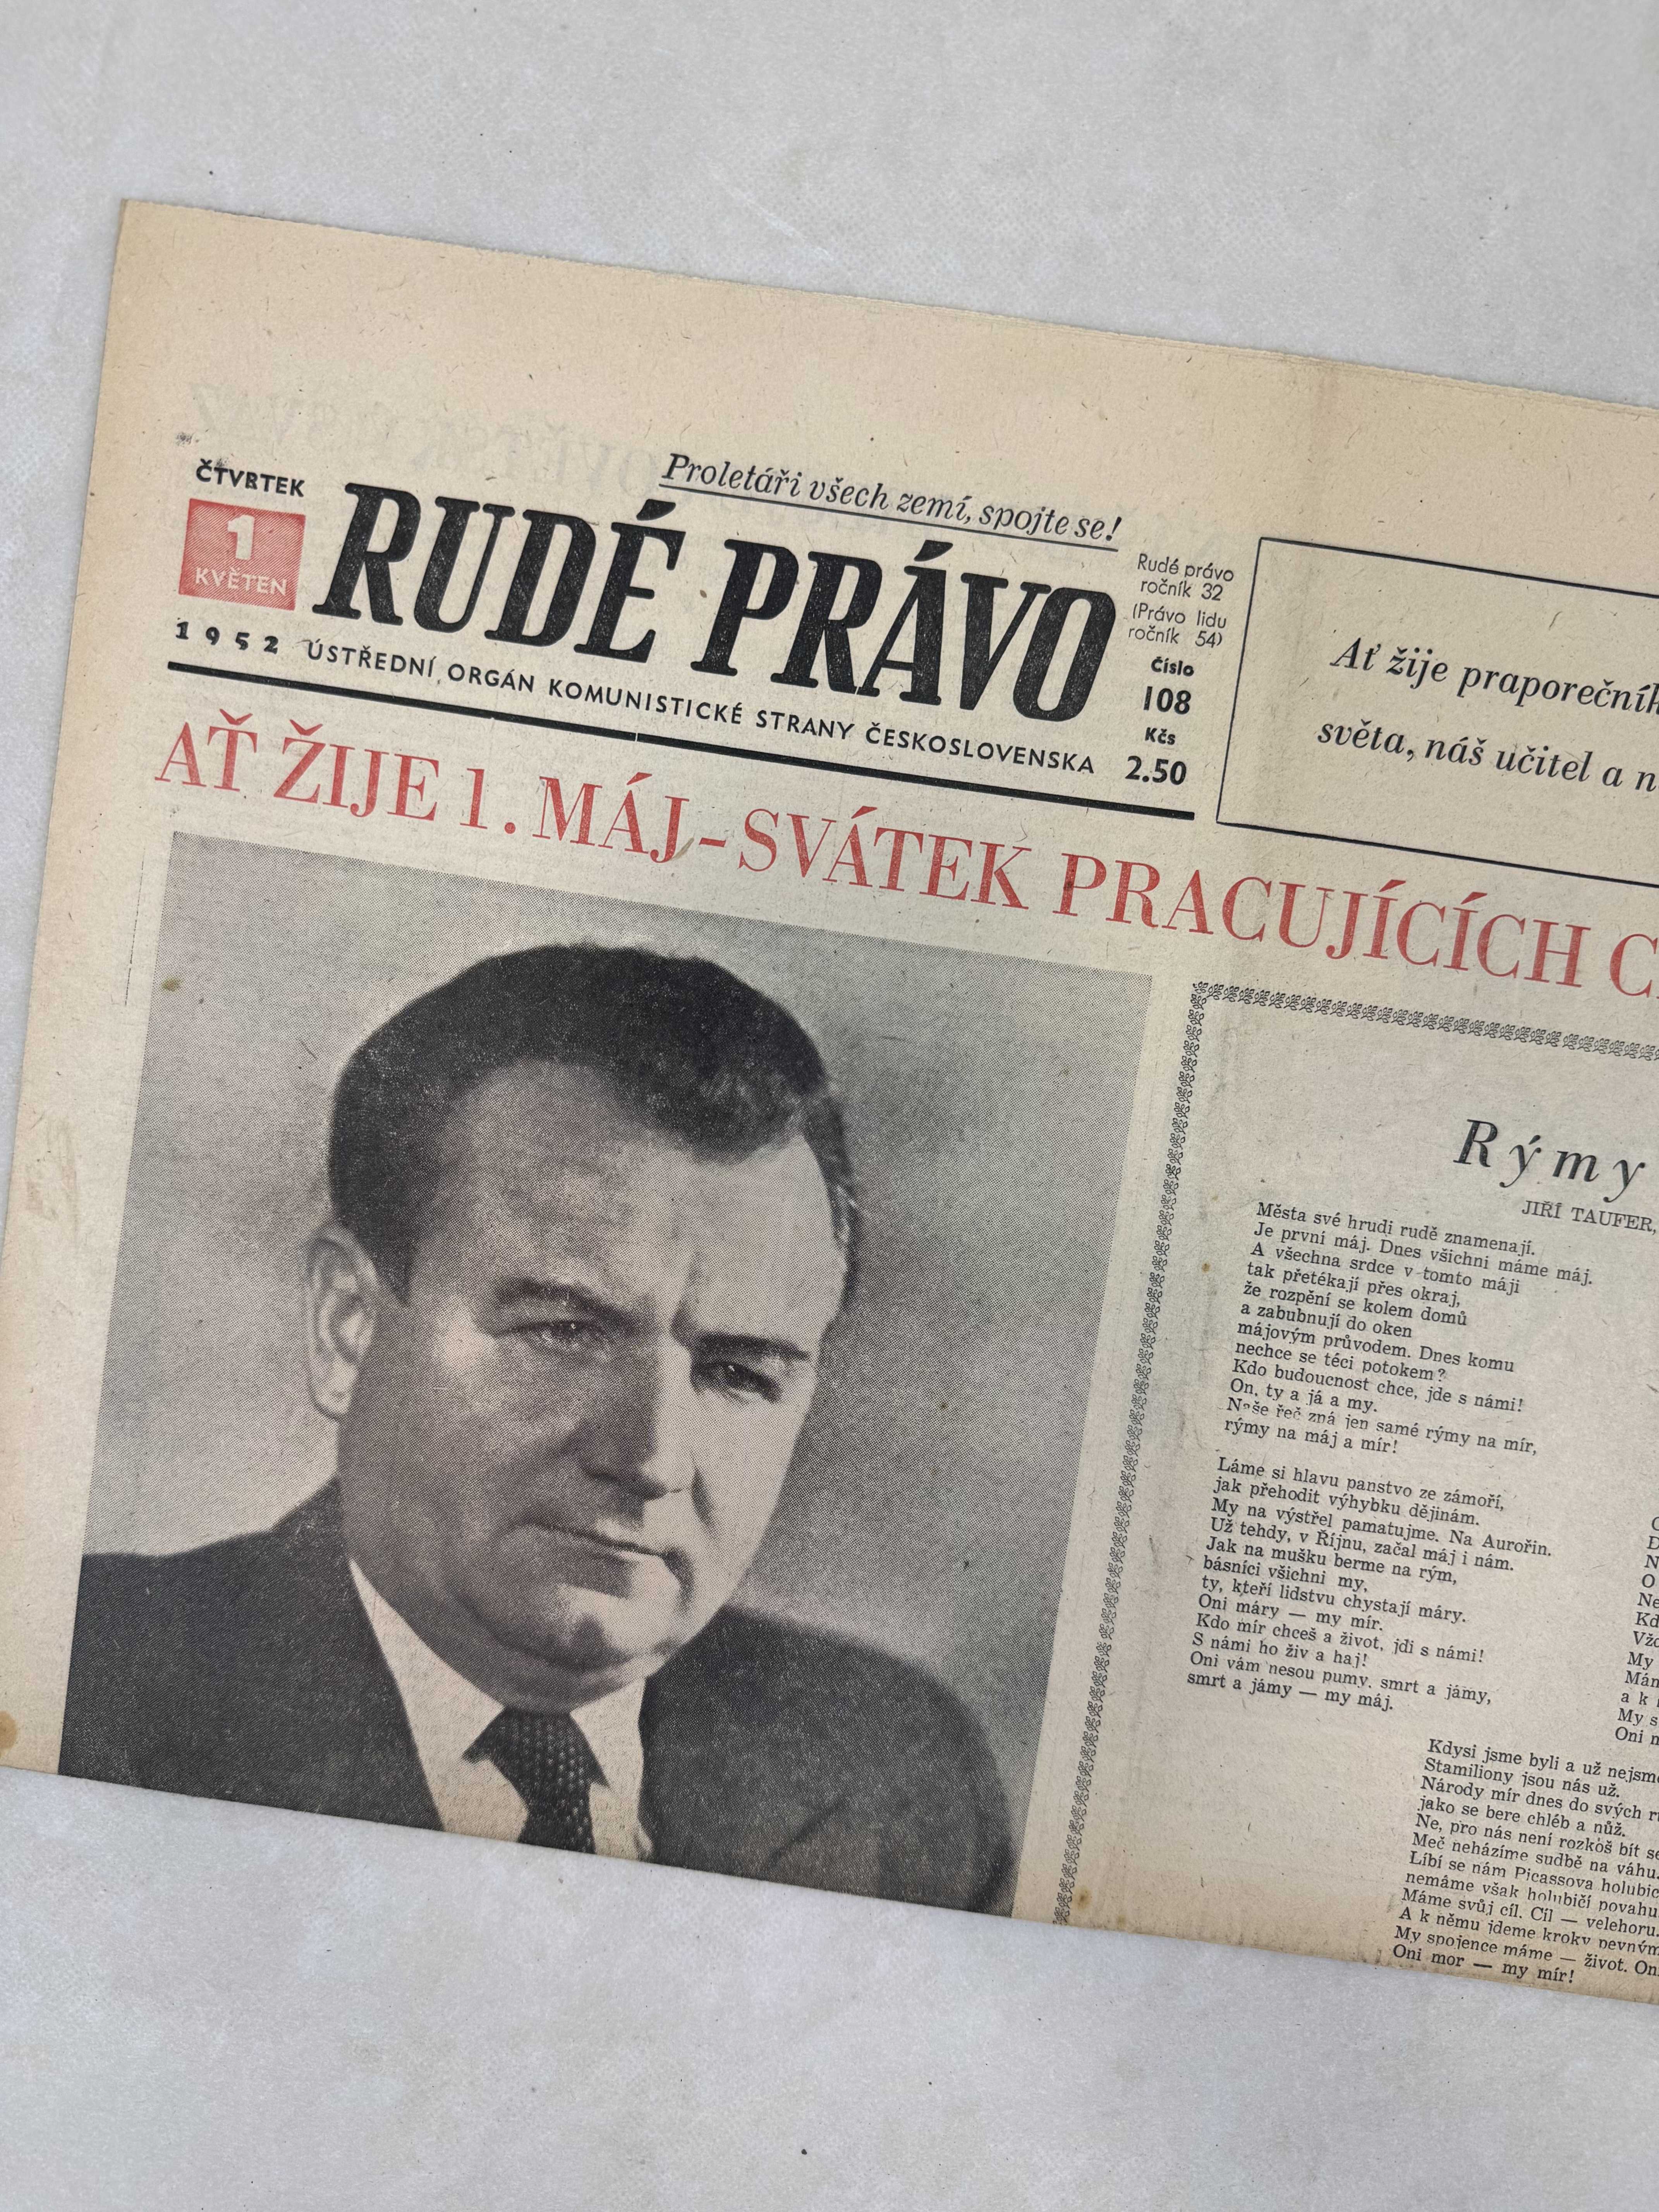 ČTVRTEK
1
KVĚTEN
1952
Proletáři všech zemí, spojte se!
RUDÉ PRÁVO
ÚSTŘEDNÍ ORGÁN KOMUNISTICKÉ STRANY ČESKOSLOVENSKA
Rudé právo
ročník 32
(Právo lidu
ročník 54)
Číslo
108
Kčs
2.50
Ať žije praporečník
světa, náš učitel a
AŤ ŽIJE 1. MÁJ-SVÁTEK PRACUJÍCÍCH
Rýmy
JIŘÍ TAUFER,
Města své hrudi rudě znamenají.
Je první máj. Dnes všichni máme máj.
A všechna srdce v tomto máji
tak přetékají přes okraj,
že rozpění se kolem domů
a zabubnují do oken
májovým průvodem. Dnes komu
nechce se téci potokem?
Kdo budoucnost chce, jde s námi!
On, ty a já a my.
Naše řeč zná jen samé rýmy na mír,
rýmy na máj a mír!
Láme si hlavu panstvo ze zámoří,
jak přehodit výhybku dějinám.
My na výstřel pamatujme. Na Aurořin.
Už tehdy, v Říjnu, začal máj i nám.
Jak na mušku berme na rým,
básníci všichni my,
ty, kteří lidstvu chystají máry.
Oni máry — my mír.
Kdo mír chceš a život, jdi s námi!
S námi ho živ a haj!
Oni vám nesou pumy, smrt a jámy,
smrt a jámy — my máj.
My
a k
My s
Oni
Kdysi jsme byli a už nejsme
Stamiliony jsou nás už.
Národy mír dnes do svých
jako se bere chléb a nůž.
Ne, pro nás není rozkoš bít se
Meč neházíme sudbě na váhu.
Líbí se nám Picassova holubic
nemáme však holubičí povahu.
Máme svůj cíl. Cíl — velehoru.
A k němu jdeme kroky pevným
My spojence máme — život. On
Oni mor — my mír!